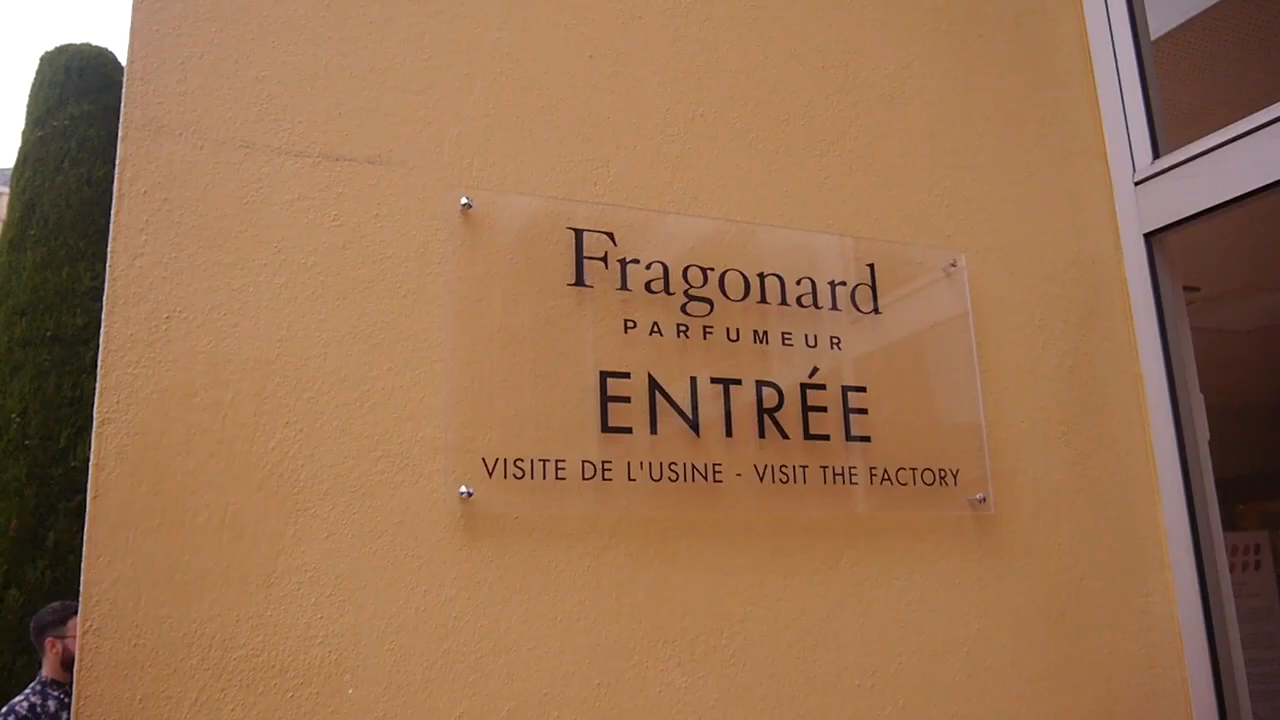 Fragonard
PARFUMEUR
ENTRÉE
VISITE DE L'USINE - VISIT THE FACTORY